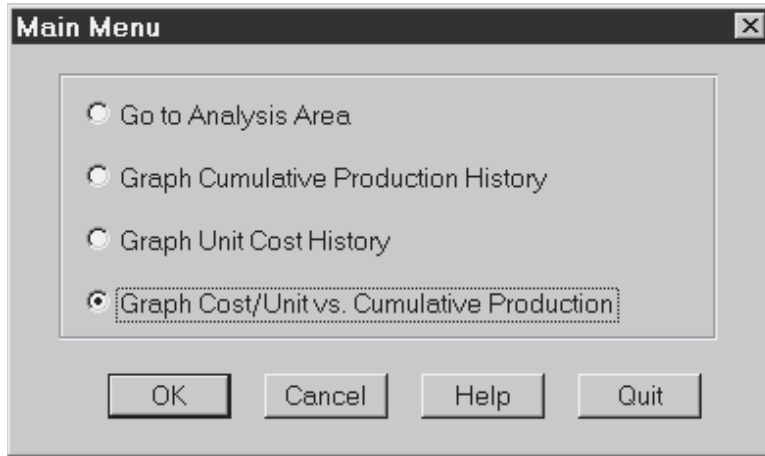 Main Menu
Go to Analysis Area
Graph Cumulative Production History
Graph Unit Cost History
Graph Cost/Unit vs. Cumulative Production
OK Cancel Help Quit